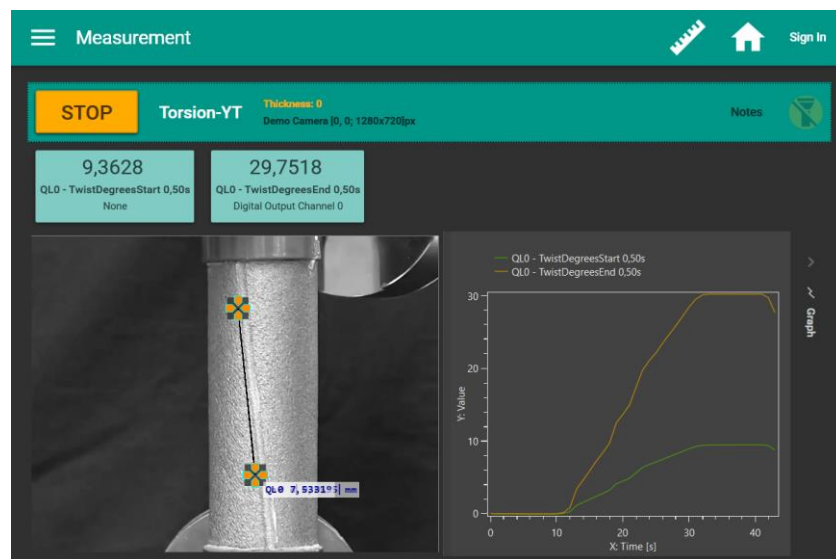 Measurement
Sign In
STOP
Torsion-YT
Thickness: 0
Demo Camera [0, 0; 1280x720]px
Notes
9,3628
QL0 - TwistDegreesStart 0,50s
None
29,7518
QL0 - TwistDegreesEnd 0,50s
Digital Output Channel 0
QL0 - TwistDegreesStart 0,50s
QL0 - TwistDegreesEnd 0,50s
Graph
30
20
10
0
Y: Value
0
10
20
30
40
X: Time [s]
QL0
mm